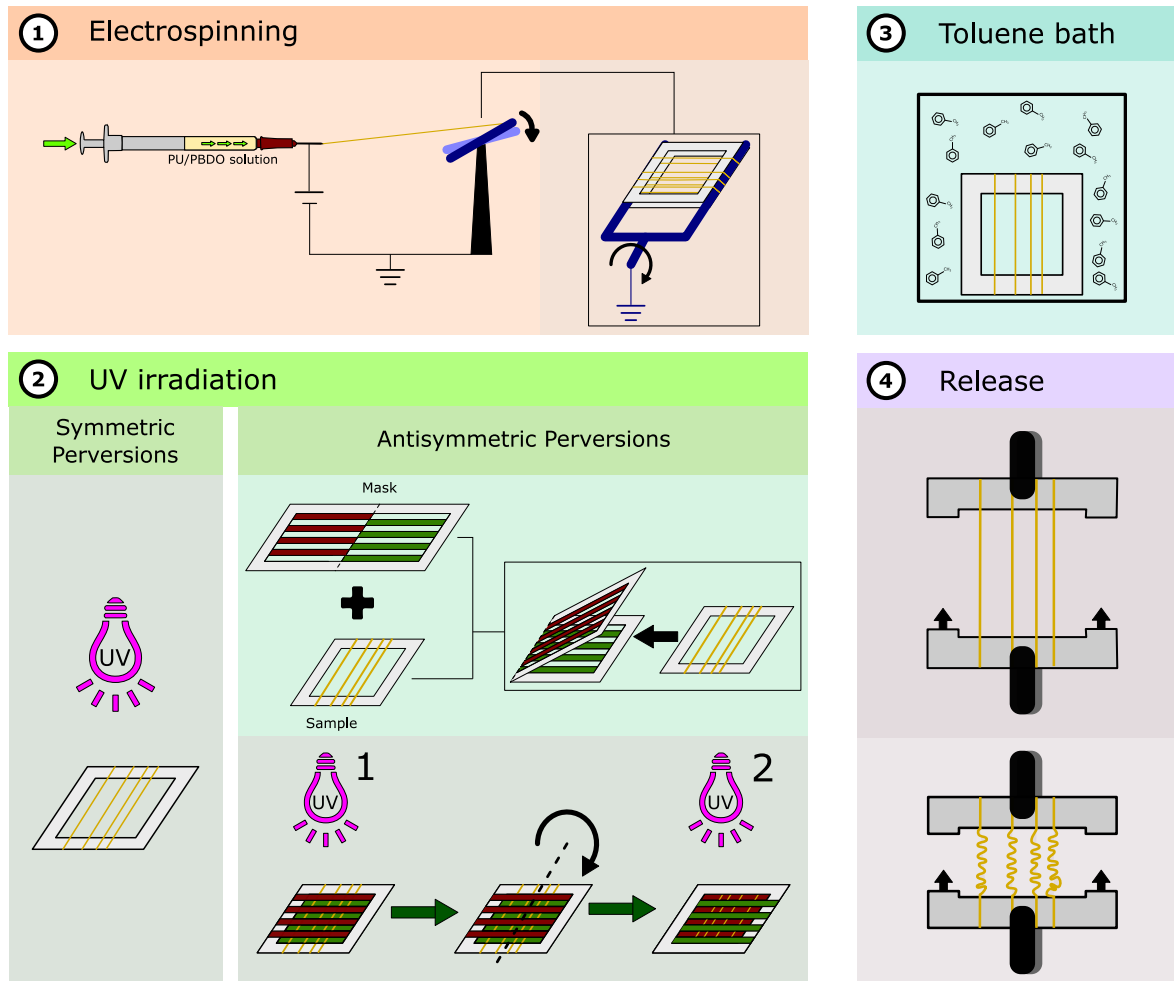 1 Electrospinning
PU/PBDO solution
2 UV irradiation
Symmetric
Perversions
UV
Antisymmetric Perversions
Mask
Sample
UV
1
UV
2
3 Toluene bath
CH₃
4 Release